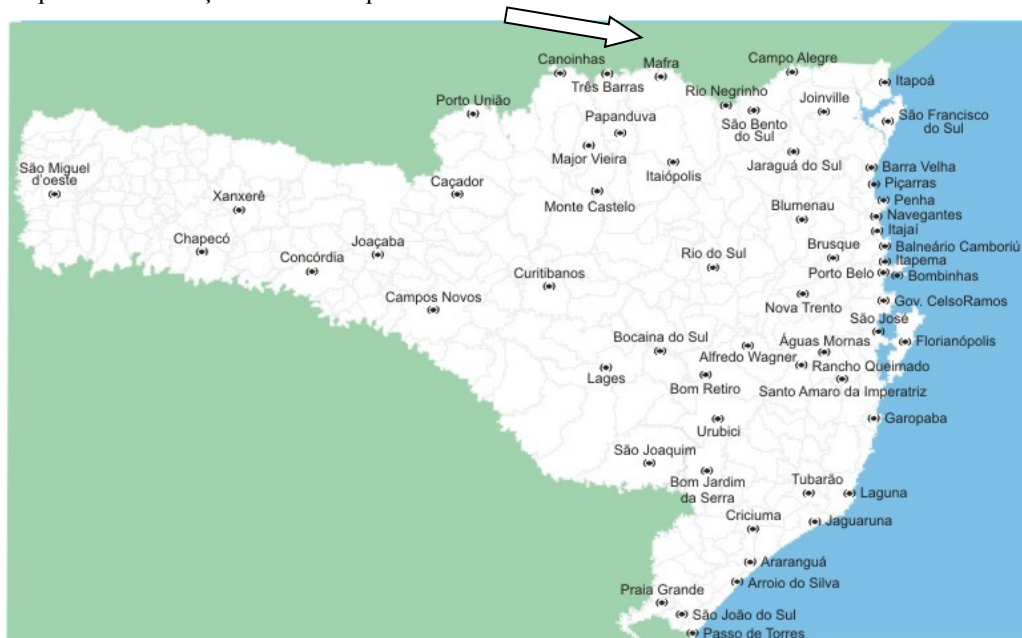 Canoinhas
Mafra
Campo Alegre
Três Barras
Itapoá
Porto União
Rio Negrinho
Joinville
São Francisco
do Sul
Papanduva
São Bento
do Sul
Major Vieira
Itaiópolis
Jaraguá do Sul
Barra Velha
São Miguel
d'oeste
Caçador
Piçarras
Xanxerê
Monte Castelo
Penha
Blumenau
Navegantes
Itajaí
Chapecó
Joaçaba
Brusque
Balneário Camboriú
Concórdia
Rio do Sul
Itapema
Curitibanos
Porto Belo
Bombinhas
Campos Novos
Nova Trento
Gov. CelsoRamos
São José
Bocaina do Sul
Águas Mornas
Florianópolis
Alfredo Wagner
Rancho Queimado
Lages
Bom Retiro
Santo Amaro da Imperatriz
Garopaba
Urubici
São Joaquim
Bom Jardim
da Serra
Tubarão
Laguna
Criciuma
Jaguaruna
Araranguá
Arroio do Silva
Praia Grande
São João do Sul
Passo de Torres